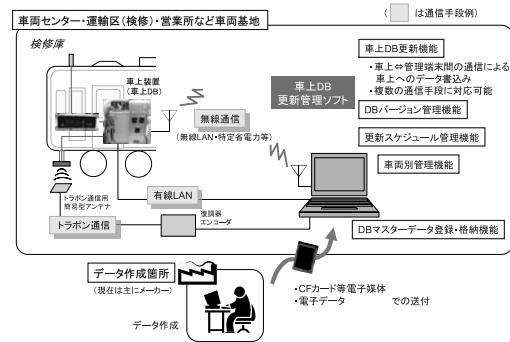 車両センター・運輸区(検修)・営業所など車両基地
( は通信手段例)
検修庫
車上装置
(車上DB)
無線通信
(無線LAN・特定省電力等)
車上DB
更新管理ソフト
車上DB更新機能
・車上⇔管理端末間の通信による
車上へのデータ書込み
・複数の通信手段に対応可能
DBバージョン管理機能
更新スケジュール管理機能
車両別管理機能
有線LAN
トラポン通信用
簡易型アンテナ
トラポン通信
復調器
エンコーダ
DBマスターデータ登録・格納機能
データ作成箇所
(現在は主にメーカー)
データ作成
・CFカード等電子媒体
・電子データ での送付